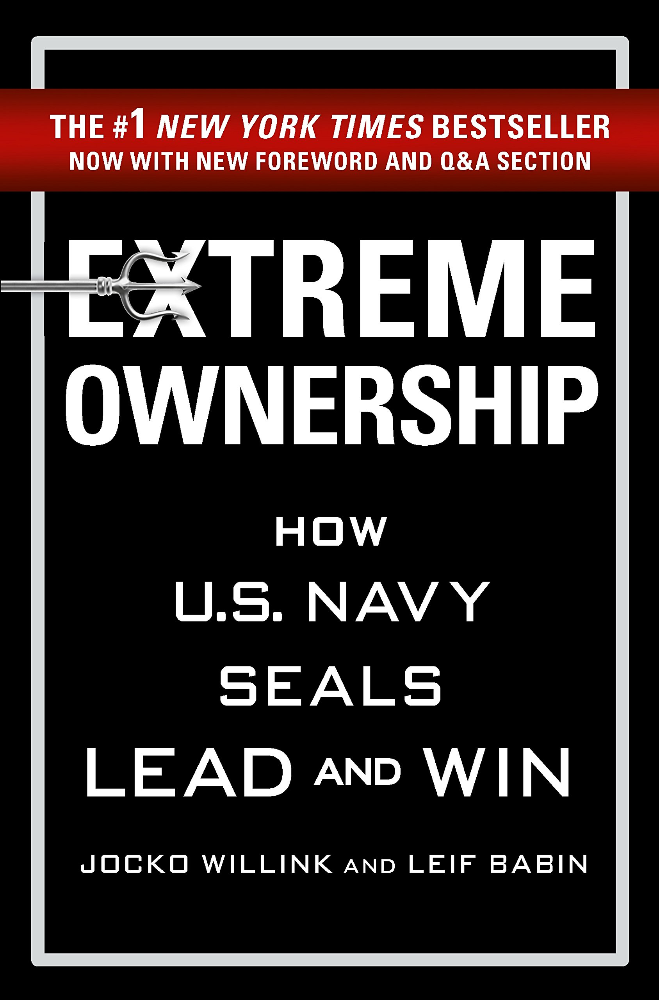 THE #1 NEW YORK TIMES BESTSELLER
NOW WITH NEW FOREWORD AND Q&A SECTION
EXTREME
OWNERSHIP
HOW
U.S. NAVY
SEALS
LEAD AND WIN
JOCKO WILLINK AND LEIF BABIN